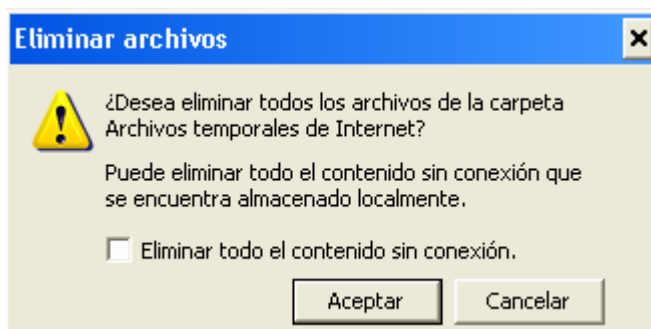 Eliminar archivos
¿Desea eliminar todos los archivos de la carpeta
Archivos temporales de Internet?
Puede eliminar todo el contenido sin conexión que
se encuentra almacenado localmente.
Eliminar todo el contenido sin conexión.
Aceptar
Cancelar